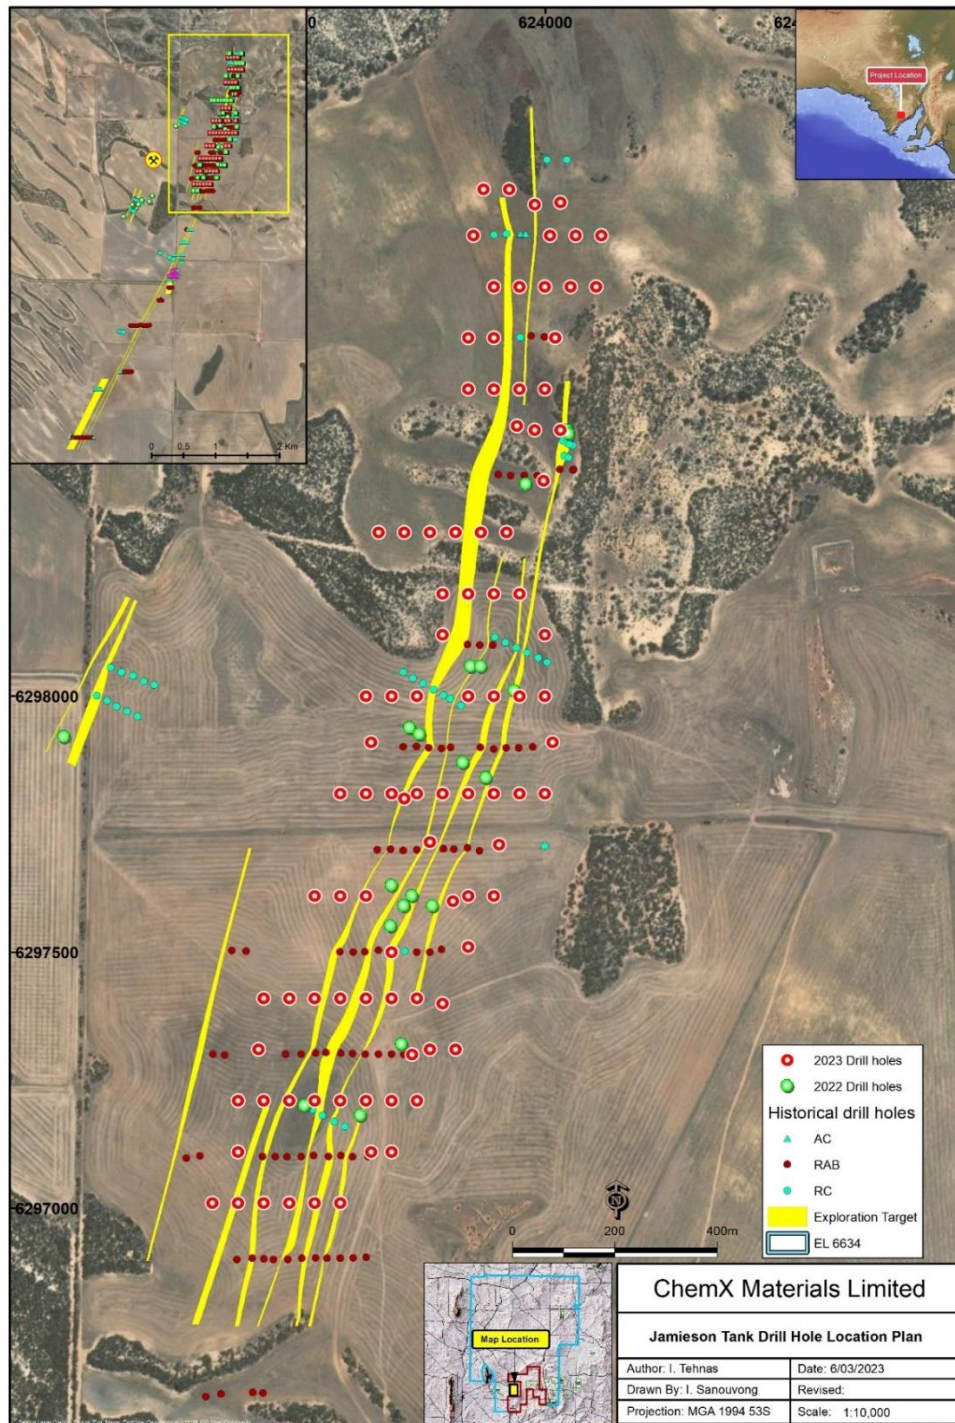 0
624000
624
Project Location
0 0.5 1 2 Km
6298000
6297500
6297000
2023 Drill holes
2022 Drill holes
Historical drill holes
AC
RAB
RC
Exploration Target
EL 6634
N
0 200 400m
Map Location
ChemX Materials Limited
Jamieson Tank Drill Hole Location Plan
Author: I. Tehnas
Date: 6/03/2023
Drawn By: I. Sanouvong
Revised:
Projection: MGA 1994 53S
Scale: 1:10,000